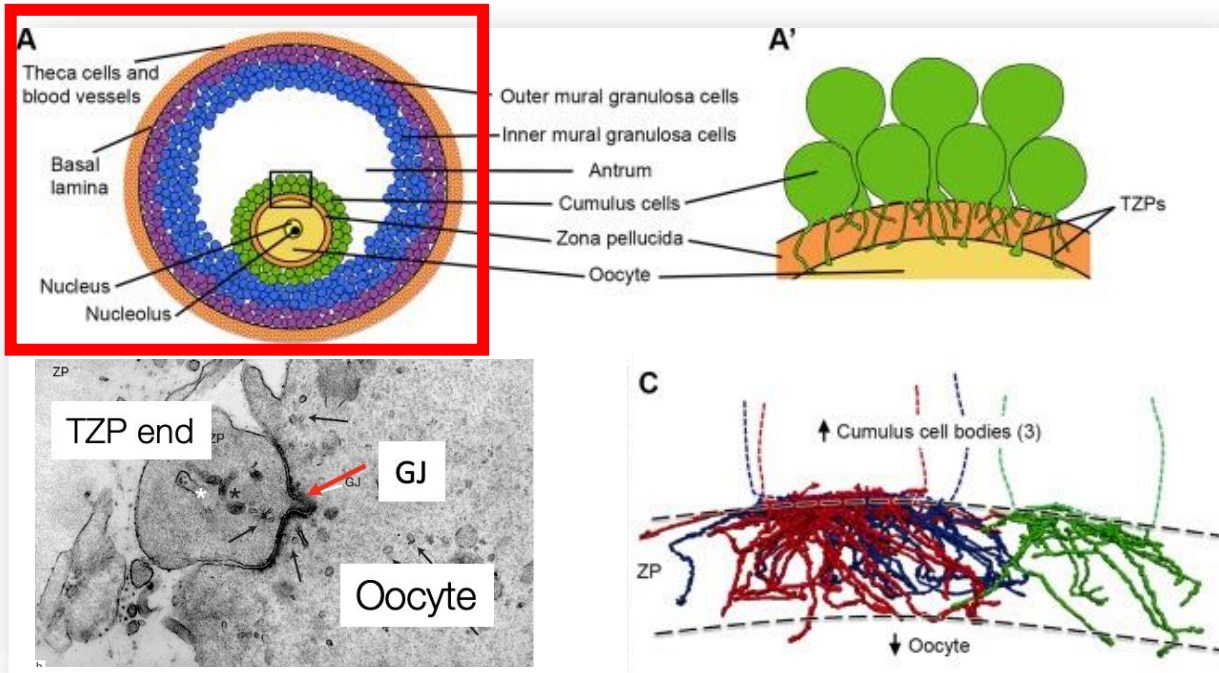 A
Theca cells and
blood vessels
Basal
lamina
Nucleus
Nucleolus
Outer mural granulosa cells
Inner mural granulosa cells
Antrum
Cumulus cells
Zona pellucida
Oocyte
A'
TZPs
ZP
TZP end
ZP
GJ
GJ
Oocyte
h
C
Cumulus cell bodies (3)
ZP
Oocyte